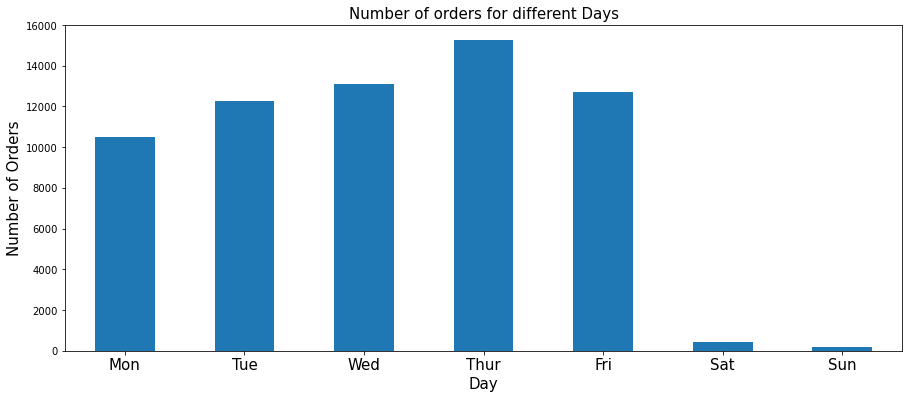 Number of orders for different Days
16000
14000
12000
10000
8000
6000
4000
2000
0
Number of Orders
Mon Tue Wed Thur Fri Sat Sun
Day